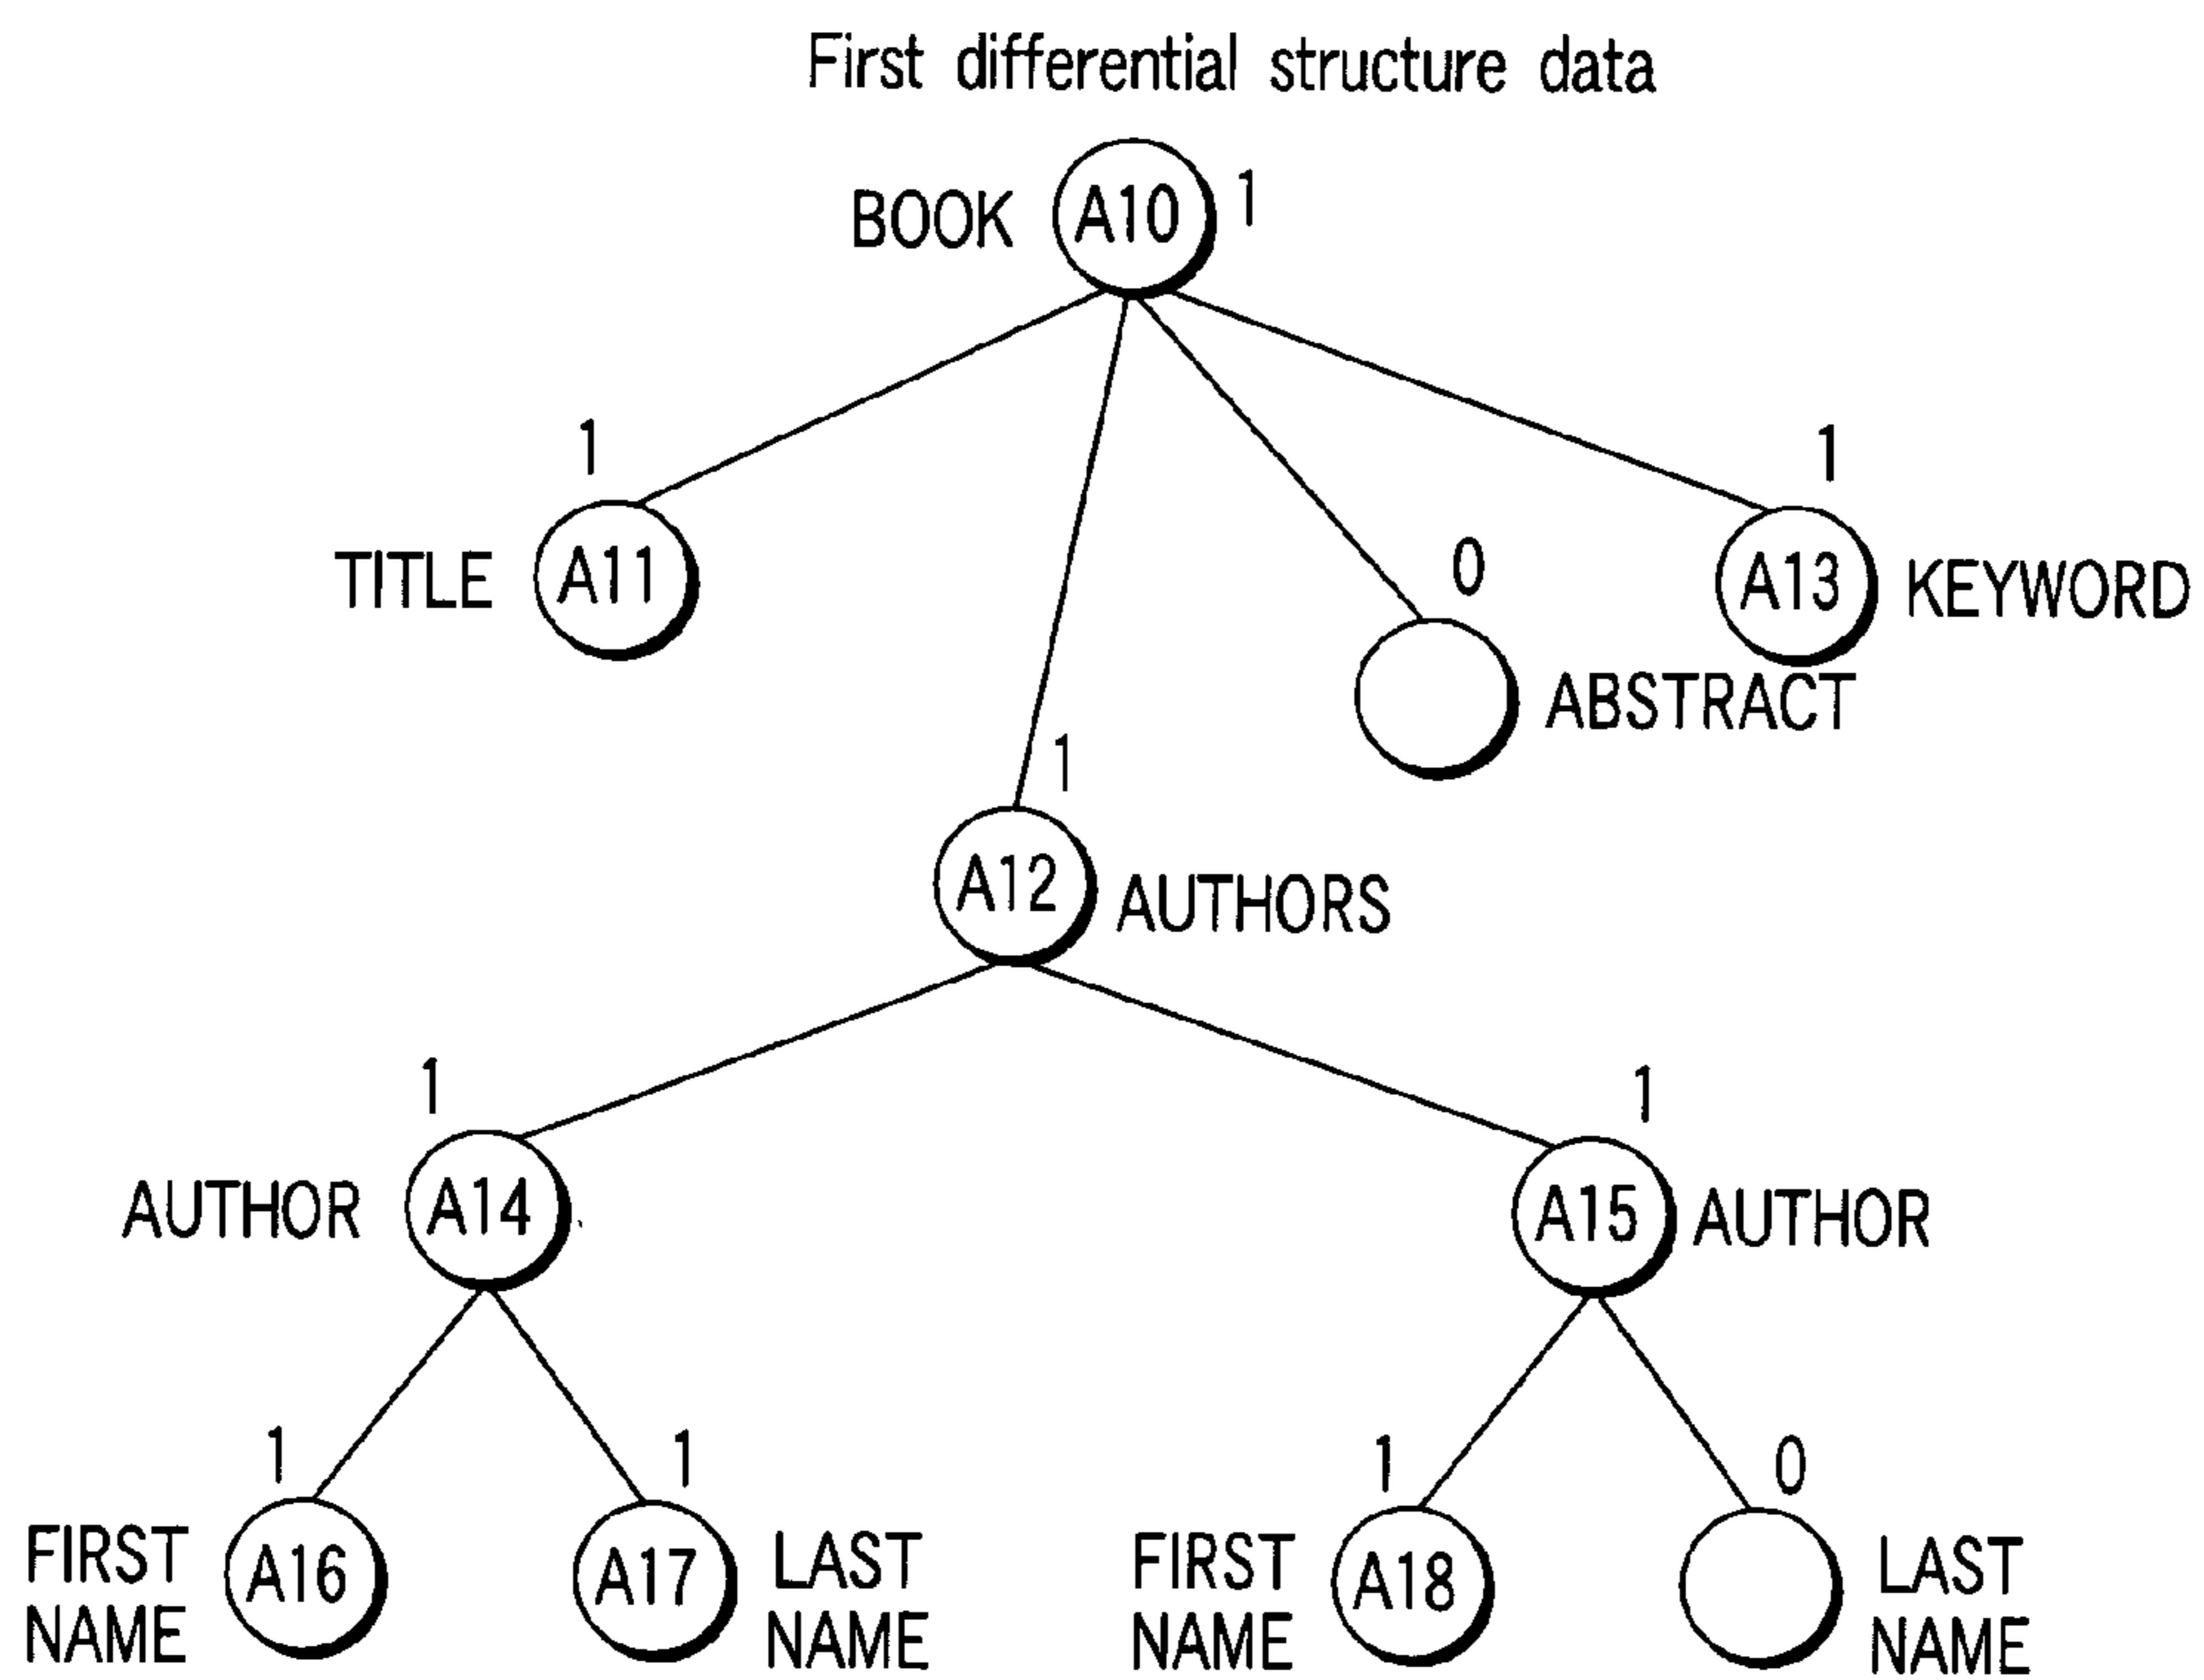 First differential structure data
BOOK A10 1
1
1
TITLE A11
0
A13 KEYWORD
ABSTRACT
1
A12 AUTHORS
1
1
AUTHOR A14
A15 AUTHOR
1
1
1
0
FIRST NAME A16
A17 LAST NAME
FIRST NAME A18
LAST NAME